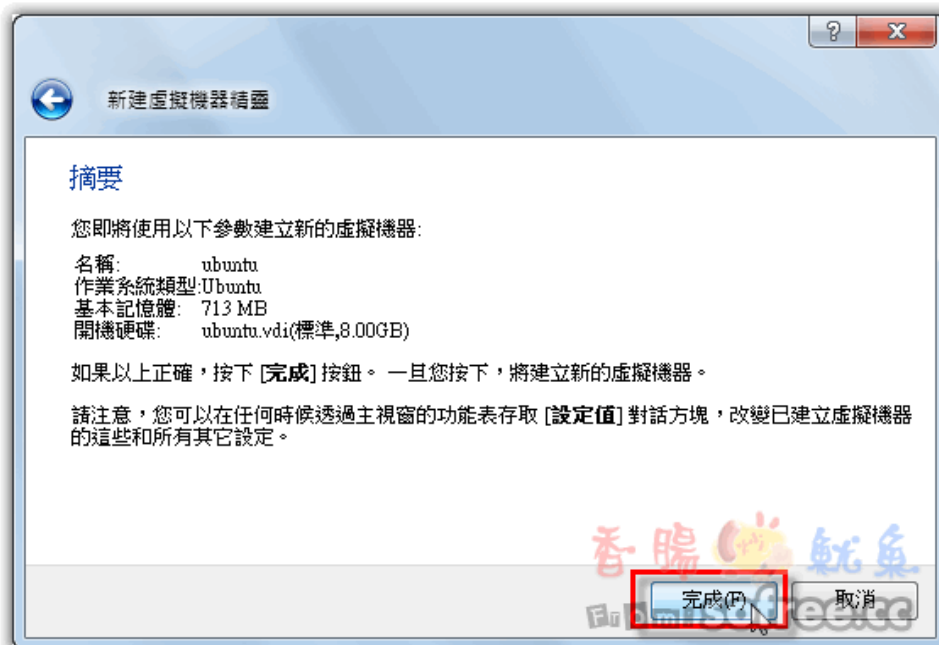 ?
X
新建虛擬機器精靈
摘要
您即將使用以下參數建立新的虛擬機器:
名稱: ubuntu
作業系統類型:Ubuntu
基本記憶體: 713 MB
開機硬碟: ubuntu.vdi(標準,8.00GB)
如果以上正確，按下 [完成] 按鈕。 一旦您按下，將建立新的虛擬機器。
請注意，您可以在任何時候透過主視窗的功能表存取 [設定值] 對話方塊，改變已建立虛擬機器
的這些和所有其它設定。
香腸 魷魚
完成(F)
取消
From:sofree.cc